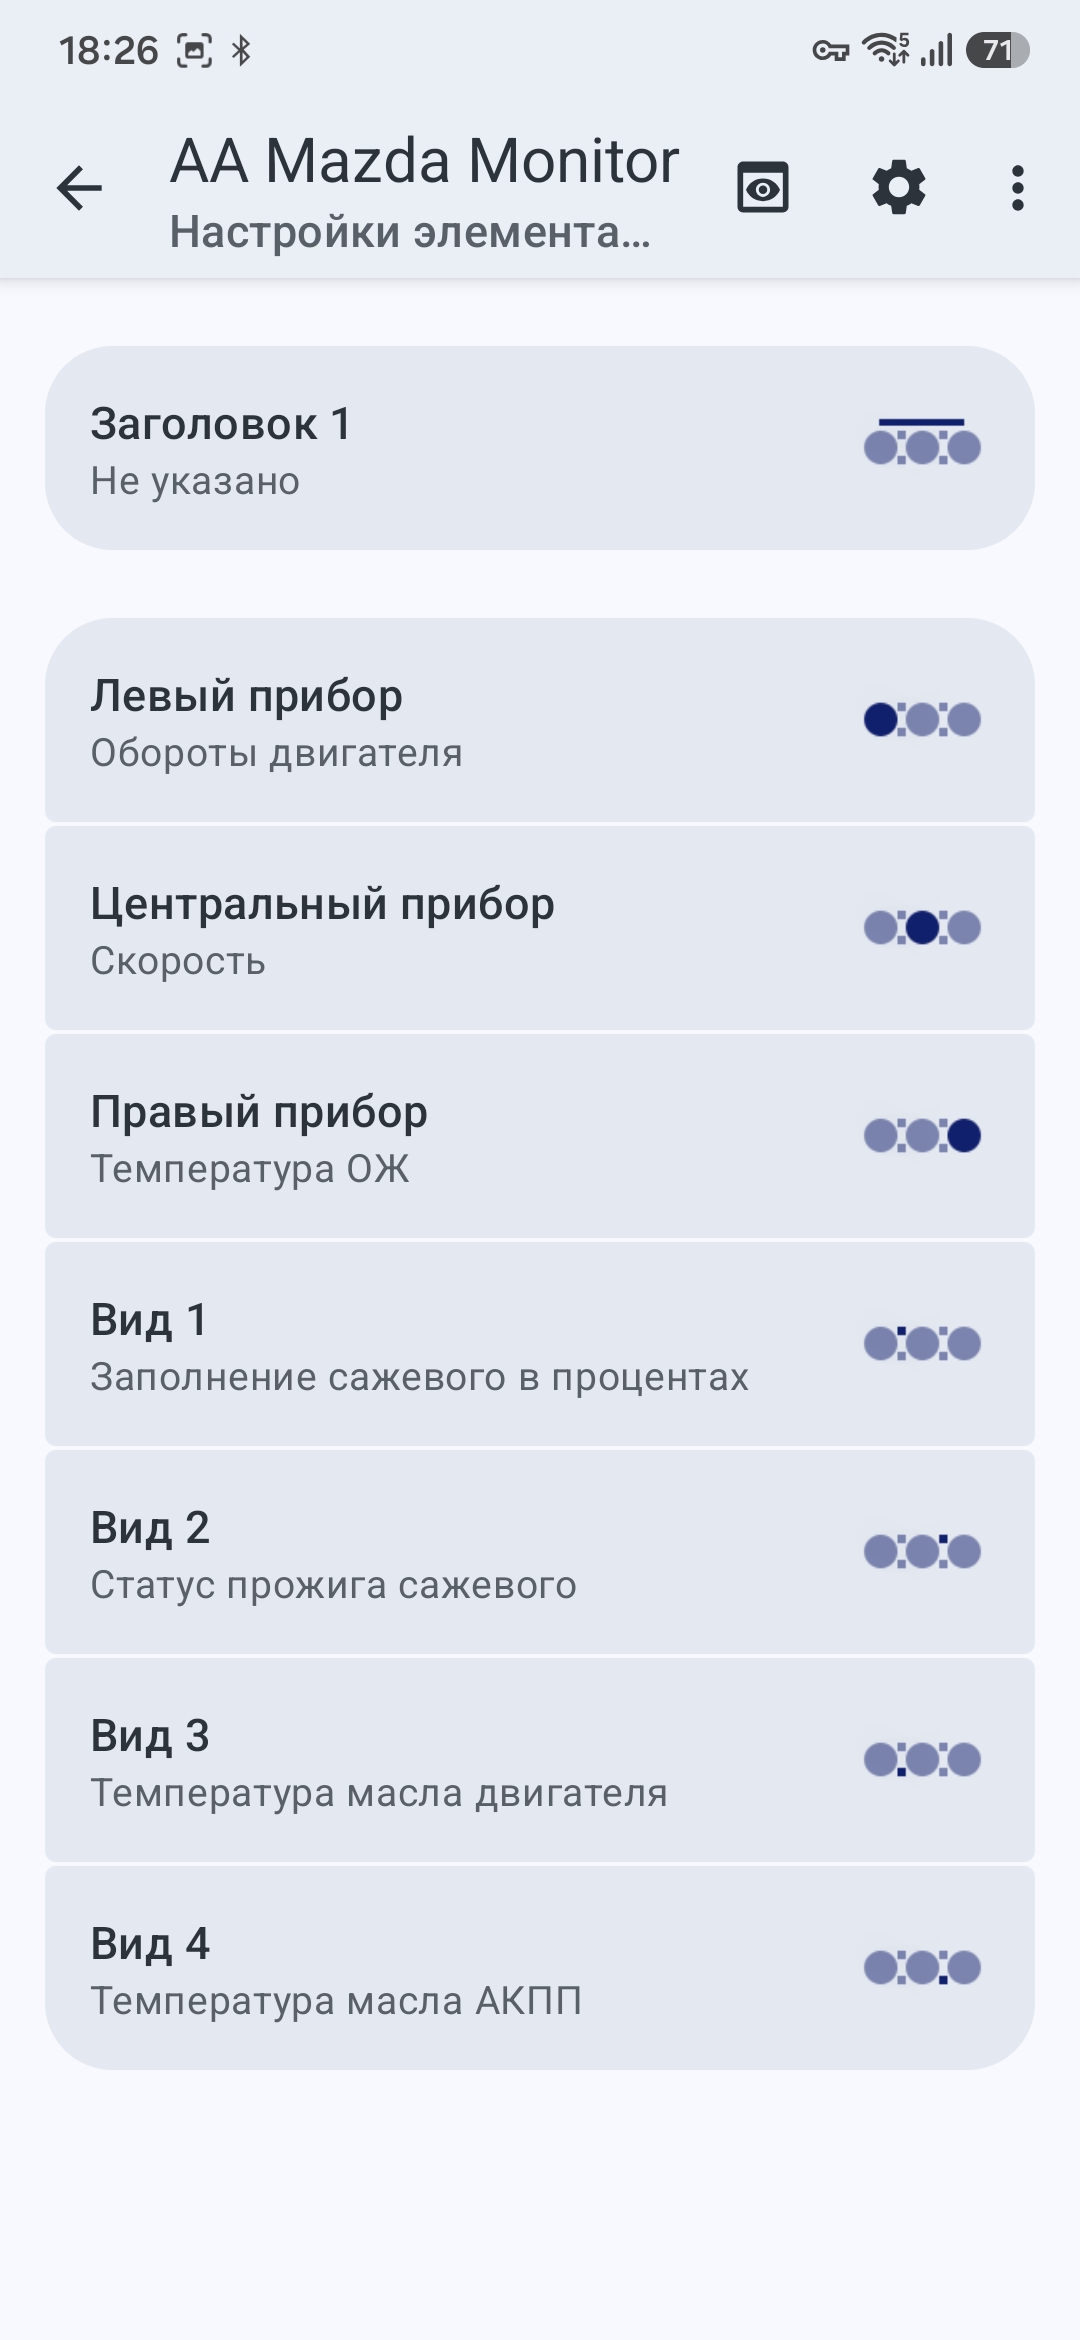 18:26
5
71
AA Mazda Monitor
Настройки элемента...
Заголовок 1
Не указано
Левый прибор
Обороты двигателя
Центральный прибор
Скорость
Правый прибор
Температура ОЖ
Вид 1
Заполнение сажевого в процентах
Вид 2
Статус прожига сажевого
Вид 3
Температура масла двигателя
Вид 4
Температура масла АКПП